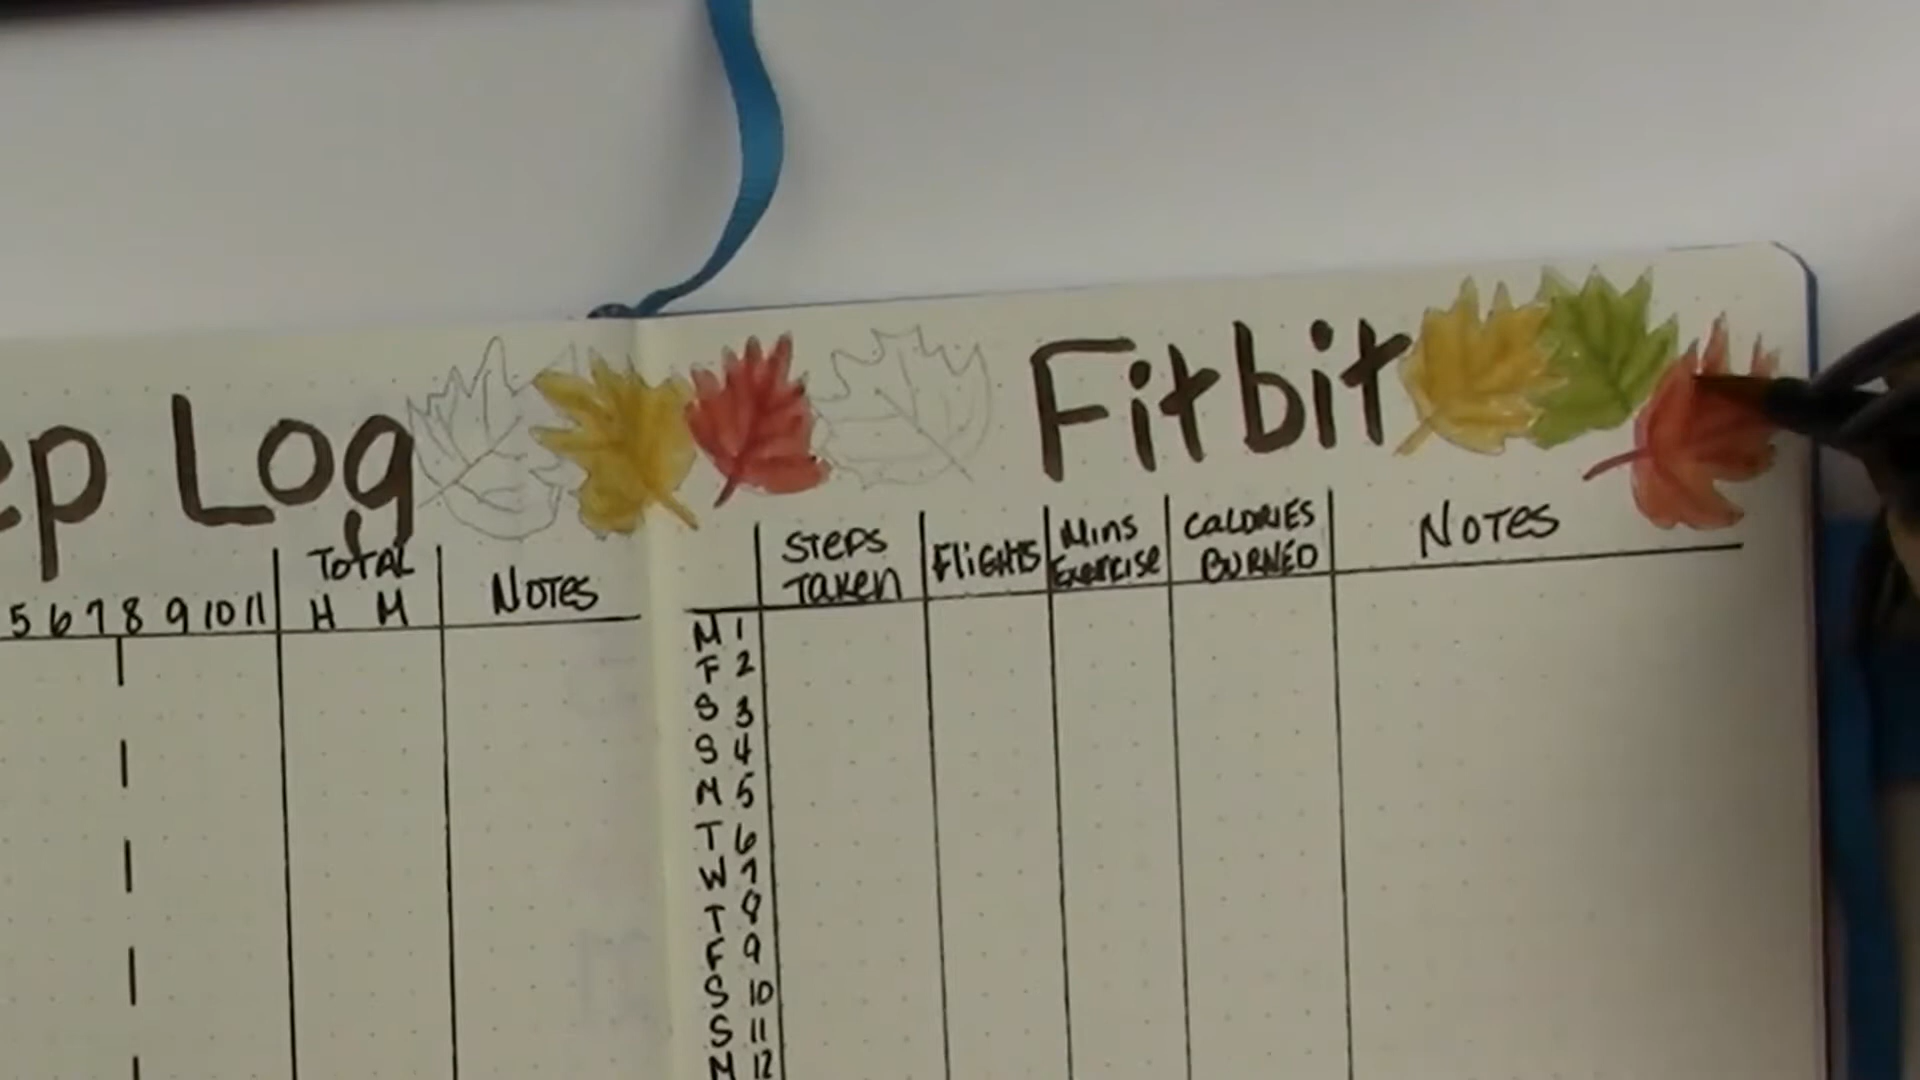 ep Log
TOTAL
5 6 7 8 9 10 11 H M NOTES
Fitbit
STEPS TAKEN FLIGHTS Mins Exercise CALORIES BURNED NOTES
M 1
F 2
S 3
S 4
M 5
T 6
W 7
T 8
F 9
S 10
S 11
M 12